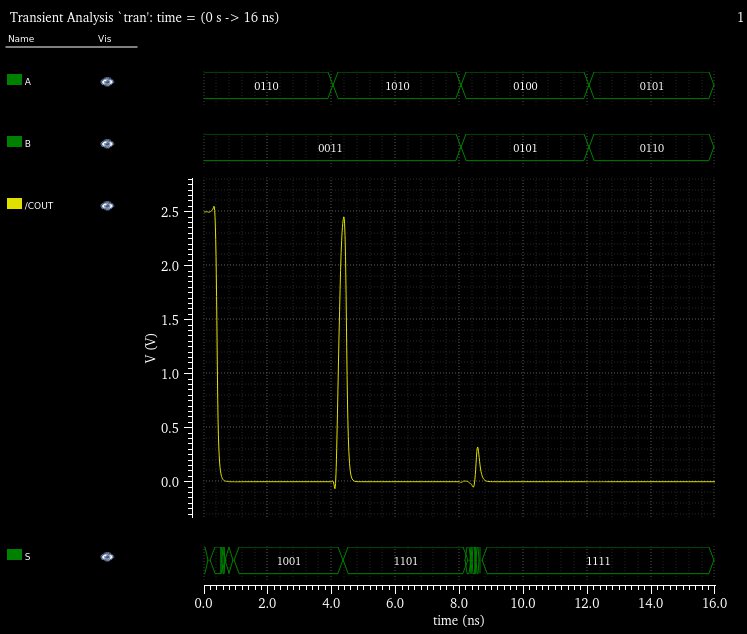 Transient Analysis `tran': time = (0 s -> 16 ns) 1
Name Vis
A 0110 1010 0100 0101
B 0011 0101 0110
/COUT
2.5
2.0
1.5
1.0
0.5
0.0
V (V)
S 1001 1101 1111
0.0 2.0 4.0 6.0 8.0 10.0 12.0 14.0 16.0
time (ns)